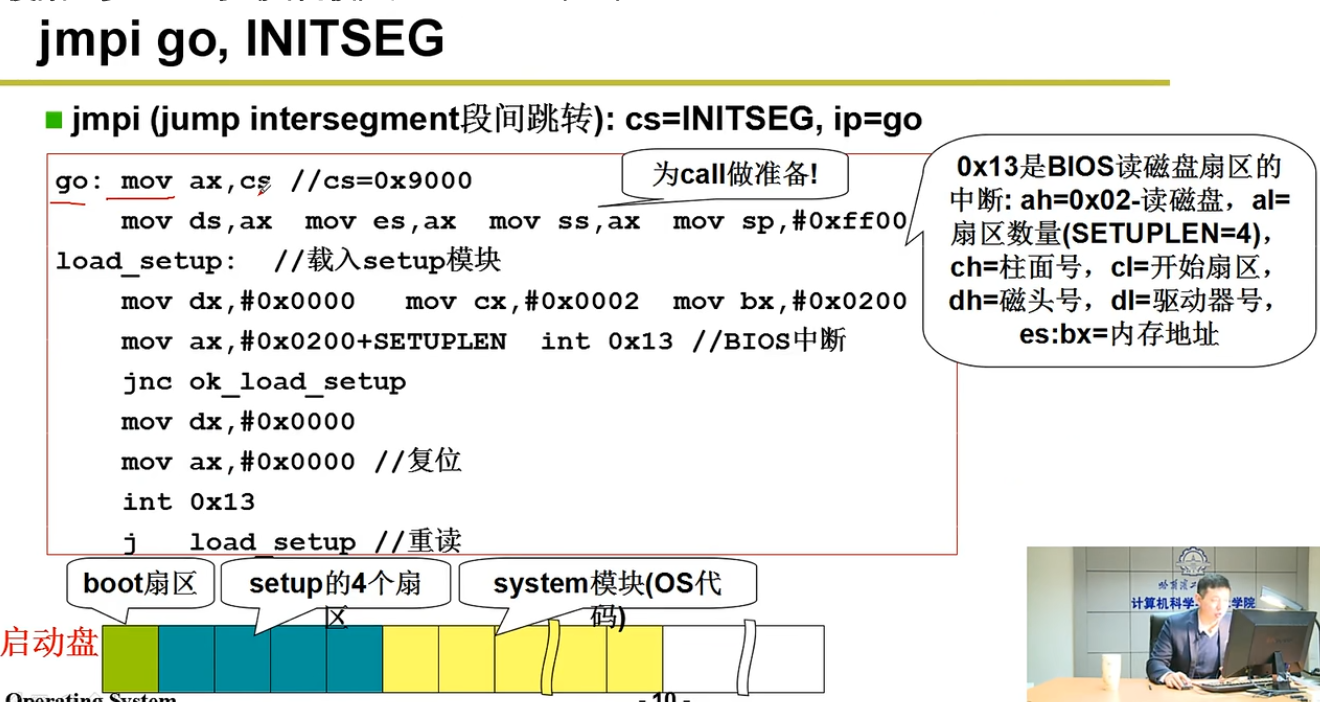 jmpi go, INITSEG
jmpi (jump intersegment段间跳转): cs=INITSEG, ip=go
go: mov ax,cs //cs=0x9000
为call做准备!
mov ds,ax mov es,ax mov ss,ax mov sp,#0xff00
load_setup: //载入setup模块
mov dx,#0x0000 mov cx,#0x0002 mov bx,#0x0200
mov ax,#0x0200+SETUPLEN int 0x13 //BIOS中断
jnc ok_load_setup
mov dx,#0x0000
mov ax,#0x0000 //复位
int 0x13
j load_setup //重读
0x13是BIOS读磁盘扇区的
中断: ah=0x02-读磁盘，al=
扇区数量(SETUPLEN=4)，
ch=柱面号，cl=开始扇区，
dh=磁头号，dl=驱动器号，
es:bx=内存地址
boot扇区
setup的4个扇
区
system模块(OS代
码)
启动盘
Operating System
- 10 -
计算机科学
学院